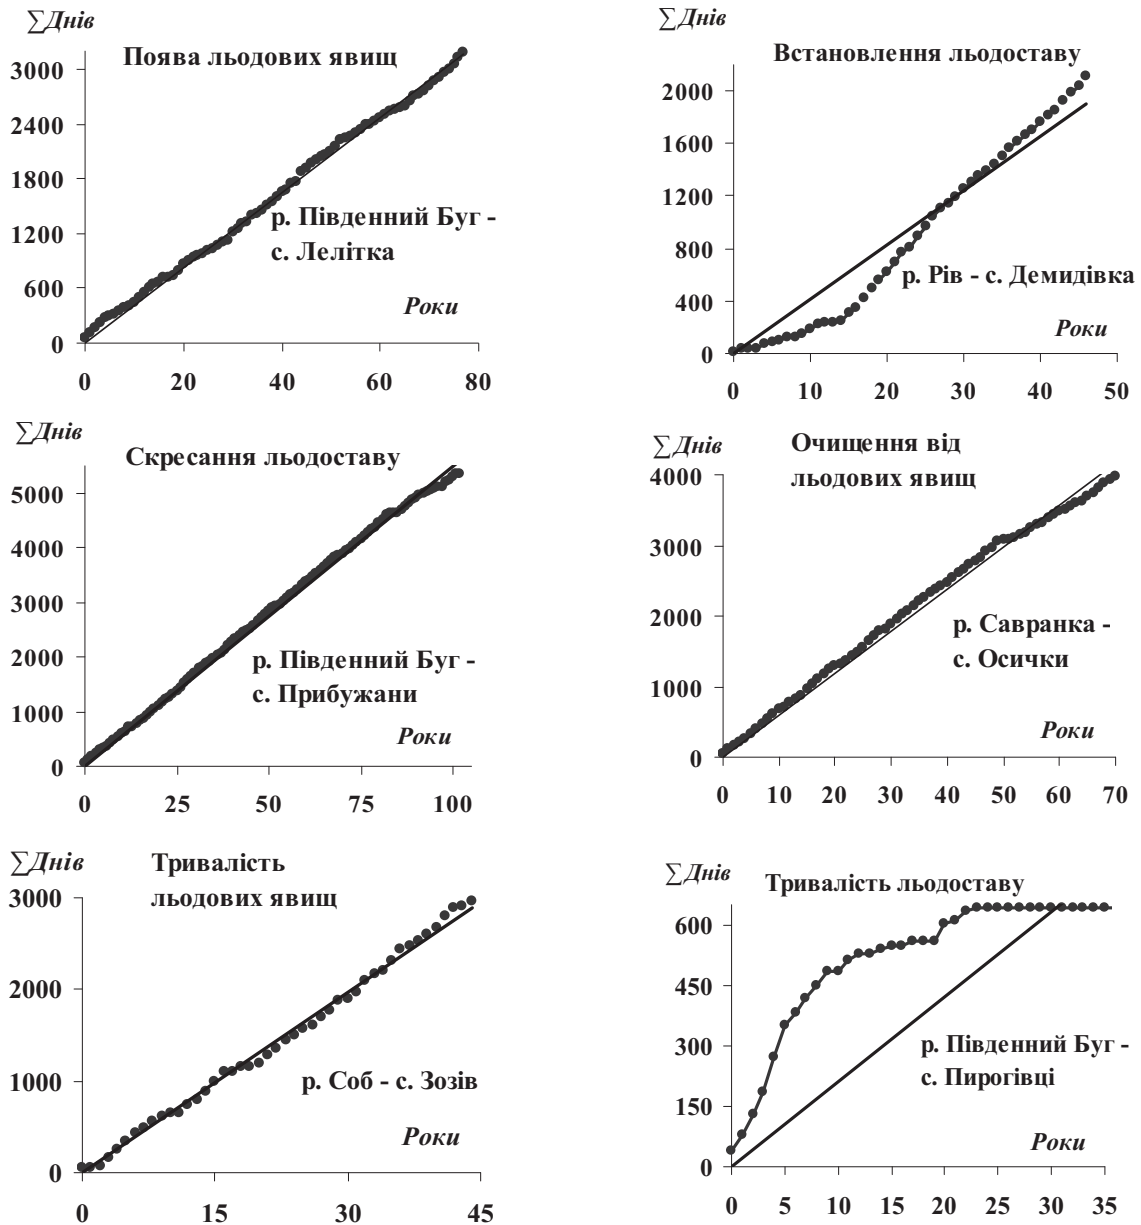 ∑Днів
Поява льодових явищ
3000
2400
1800
1200
600
0
р. Південний Буг -
с. Лелітка
Роки
0 20 40 60 80
∑Днів
Встановлення льодоставу
2000
1600
1200
800
400
0
р. Рів - с. Демидівка
Роки
0 10 20 30 40 50
∑Днів
Скресання льодоставу
5000
4000
3000
2000
1000
0
р. Південний Буг -
с. Прибужани
Роки
0 25 50 75 100
∑Днів
Очищення від
льодових явищ
4000
3000
2000
1000
0
р. Савранка -
с. Осички
Роки
0 10 20 30 40 50 60 70
∑Днів
Тривалість
льодових явищ
3000
2000
1000
0
р. Соб - с. Зозів
Роки
0 15 30 45
∑Днів
Тривалість льодоставу
600
450
300
150
0
р. Південний Буг -
с. Пирогівці
Роки
0 5 10 15 20 25 30 35